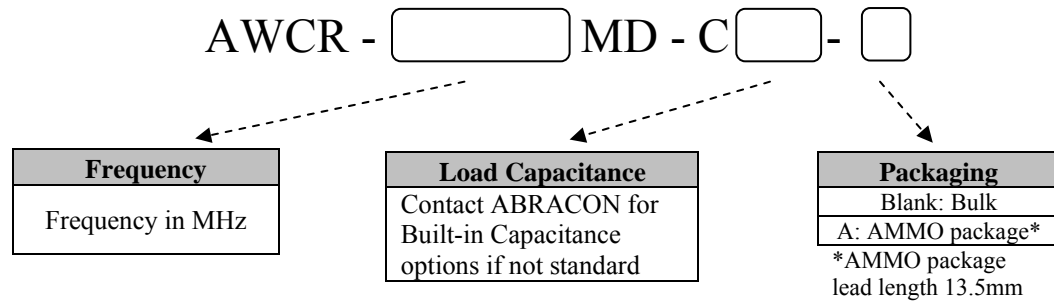 AWCR - MD - C -
Frequency
Frequency in MHz
Load Capacitance
Contact ABRACON for
Built-in Capacitance
options if not standard
Packaging
Blank: Bulk
A: AMMO package*
*AMMO package
lead length 13.5mm